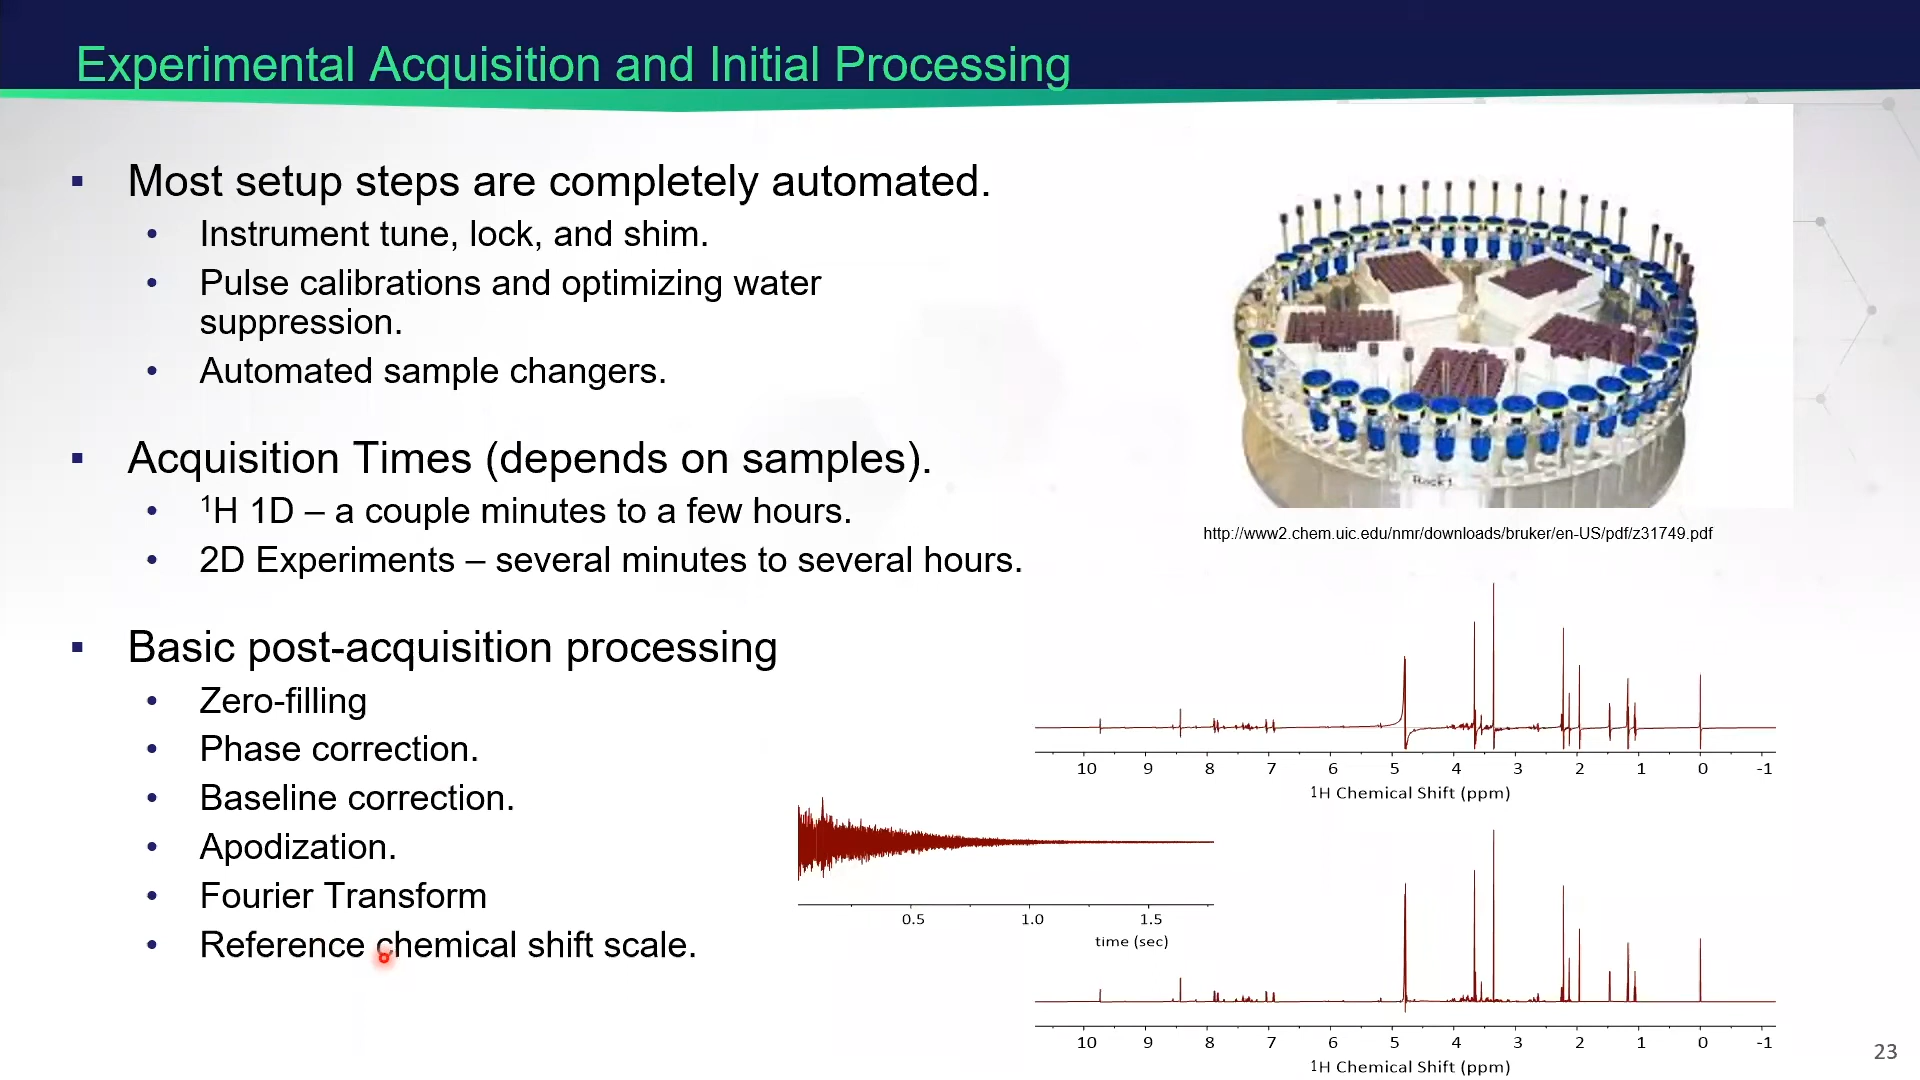 Experimental Acquisition and Initial Processing
▪ Most setup steps are completely automated.
• Instrument tune, lock, and shim.
• Pulse calibrations and optimizing water
suppression.
• Automated sample changers.
▪ Acquisition Times (depends on samples).
• ¹H 1D – a couple minutes to a few hours.
• 2D Experiments – several minutes to several hours.
▪ Basic post-acquisition processing
• Zero-filling
• Phase correction.
• Baseline correction.
• Apodization.
• Fourier Transform
• Reference chemical shift scale.
Rack 1
http://www2.chem.uic.edu/nmr/downloads/bruker/en-US/pdf/z31749.pdf
10 9 8 7 6 5 4 3 2 1 0 -1
¹H Chemical Shift (ppm)
0.5 1.0 1.5
time (sec)
10 9 8 7 6 5 4 3 2 1 0 -1
¹H Chemical Shift (ppm)
23